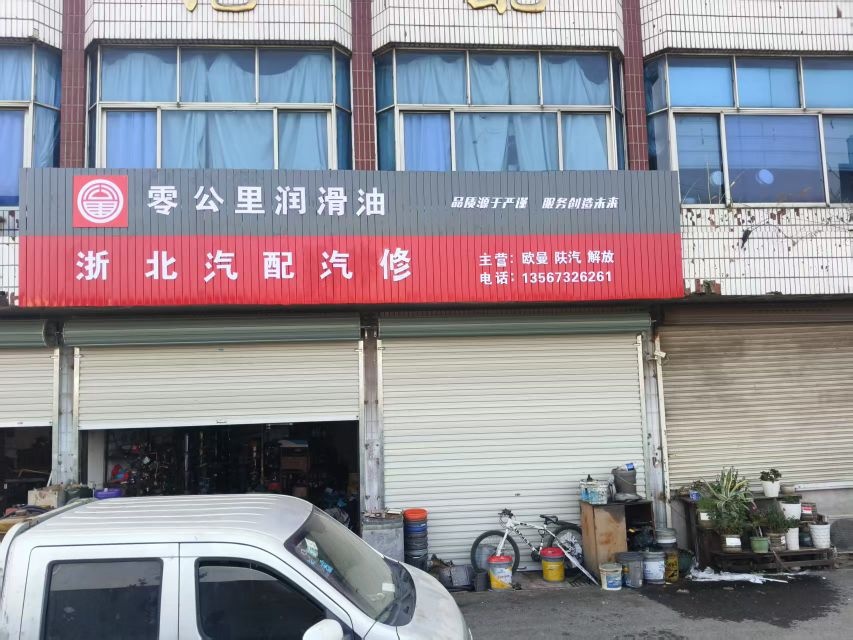 零公里润滑油
品质源于严谨 服务创造未来
浙北汽配汽修
主营：欧曼 陕汽 解放
电话：13567326261